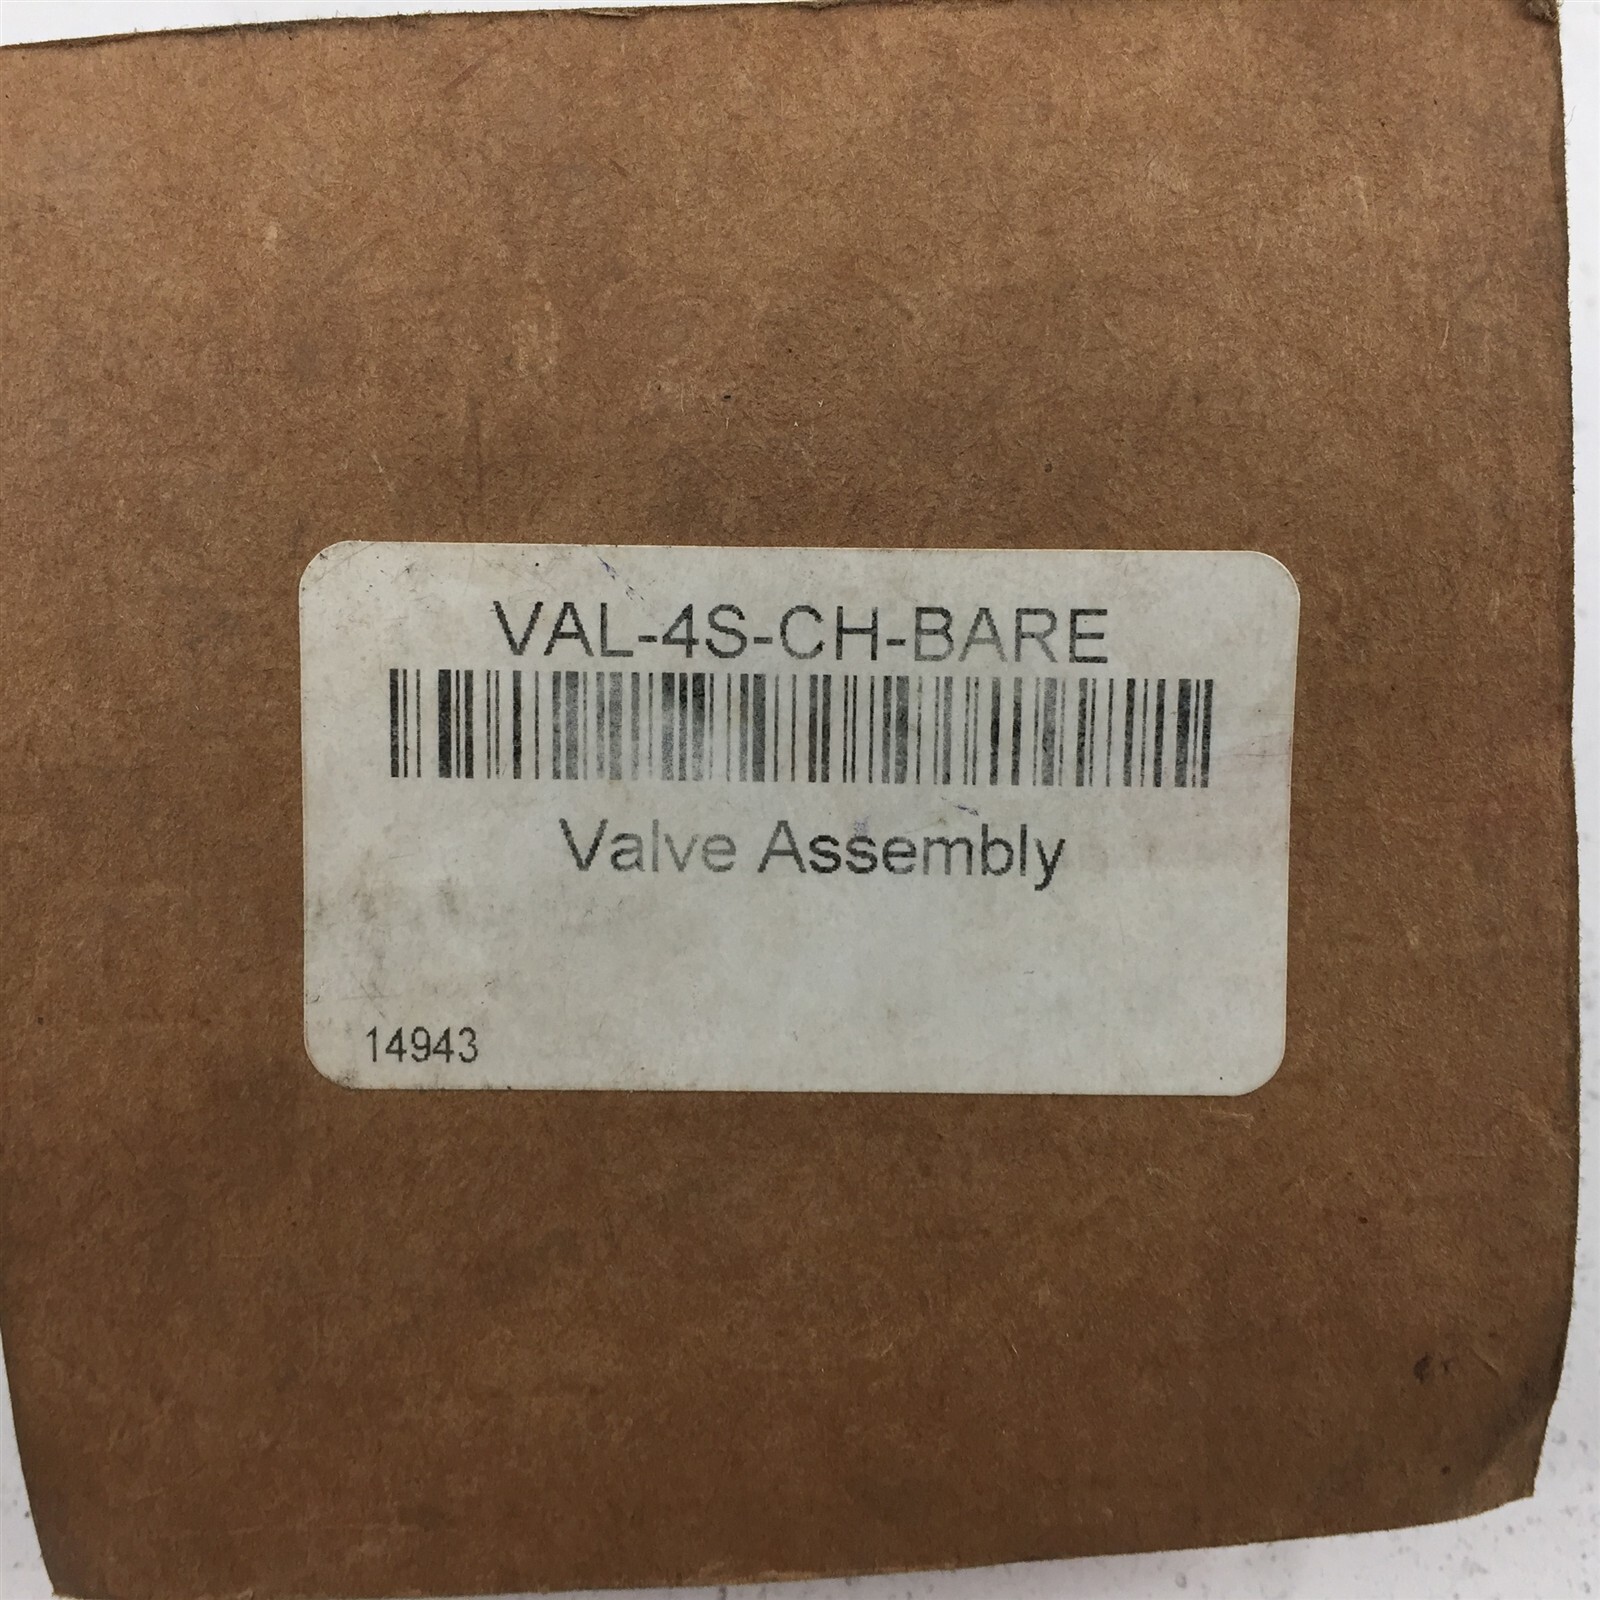 VAL-4S-CH-BARE
Valve Assembly
14943